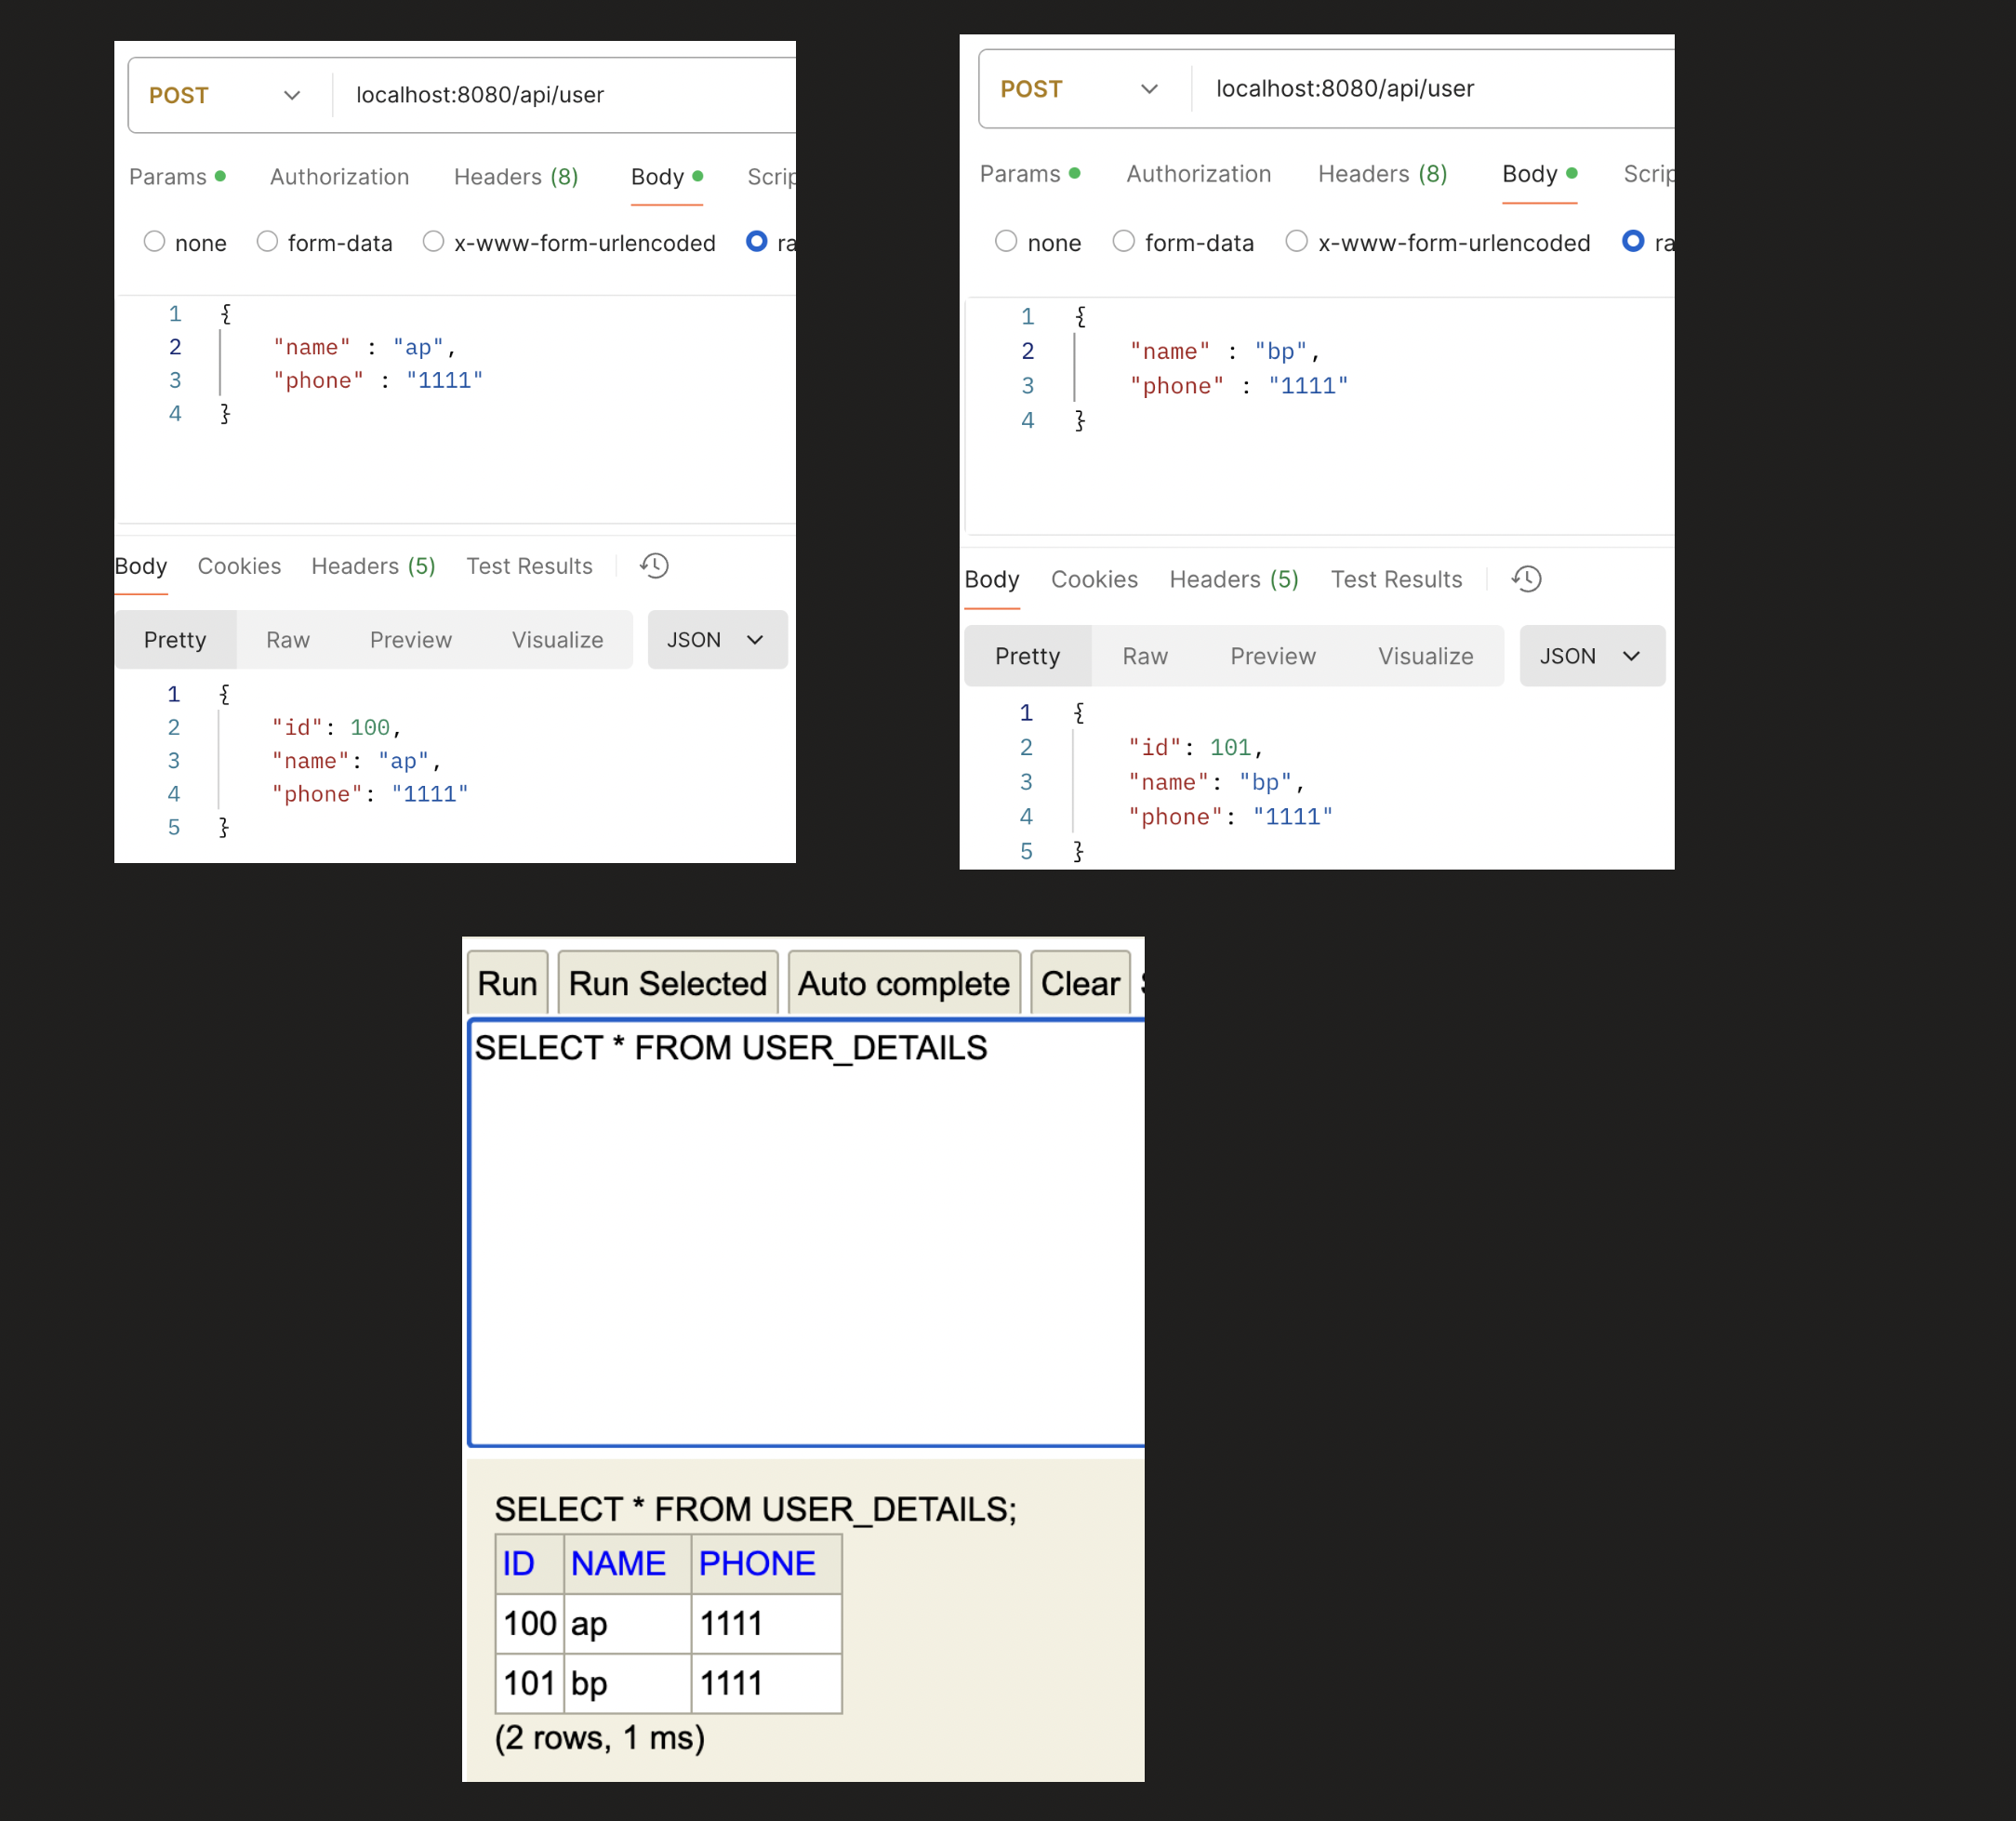 POST localhost:8080/api/user
Params Authorization Headers (8) Body Scrip
none form-data x-www-form-urlencoded ra
1 {
2 "name" : "ap",
3 "phone" : "1111"
4 }
Body Cookies Headers (5) Test Results
Pretty Raw Preview Visualize JSON
1 {
2 "id": 100,
3 "name": "ap",
4 "phone": "1111"
5 }
POST localhost:8080/api/user
Params Authorization Headers (8) Body Scrip
none form-data x-www-form-urlencoded ra
1 {
2 "name" : "bp",
3 "phone" : "1111"
4 }
Body Cookies Headers (5) Test Results
Pretty Raw Preview Visualize JSON
1 {
2 "id": 101,
3 "name": "bp",
4 "phone": "1111"
5 }
Run Run Selected Auto complete Clear
SELECT * FROM USER_DETAILS
SELECT * FROM USER_DETAILS;
ID NAME PHONE
100 ap 1111
101 bp 1111
(2 rows, 1 ms)